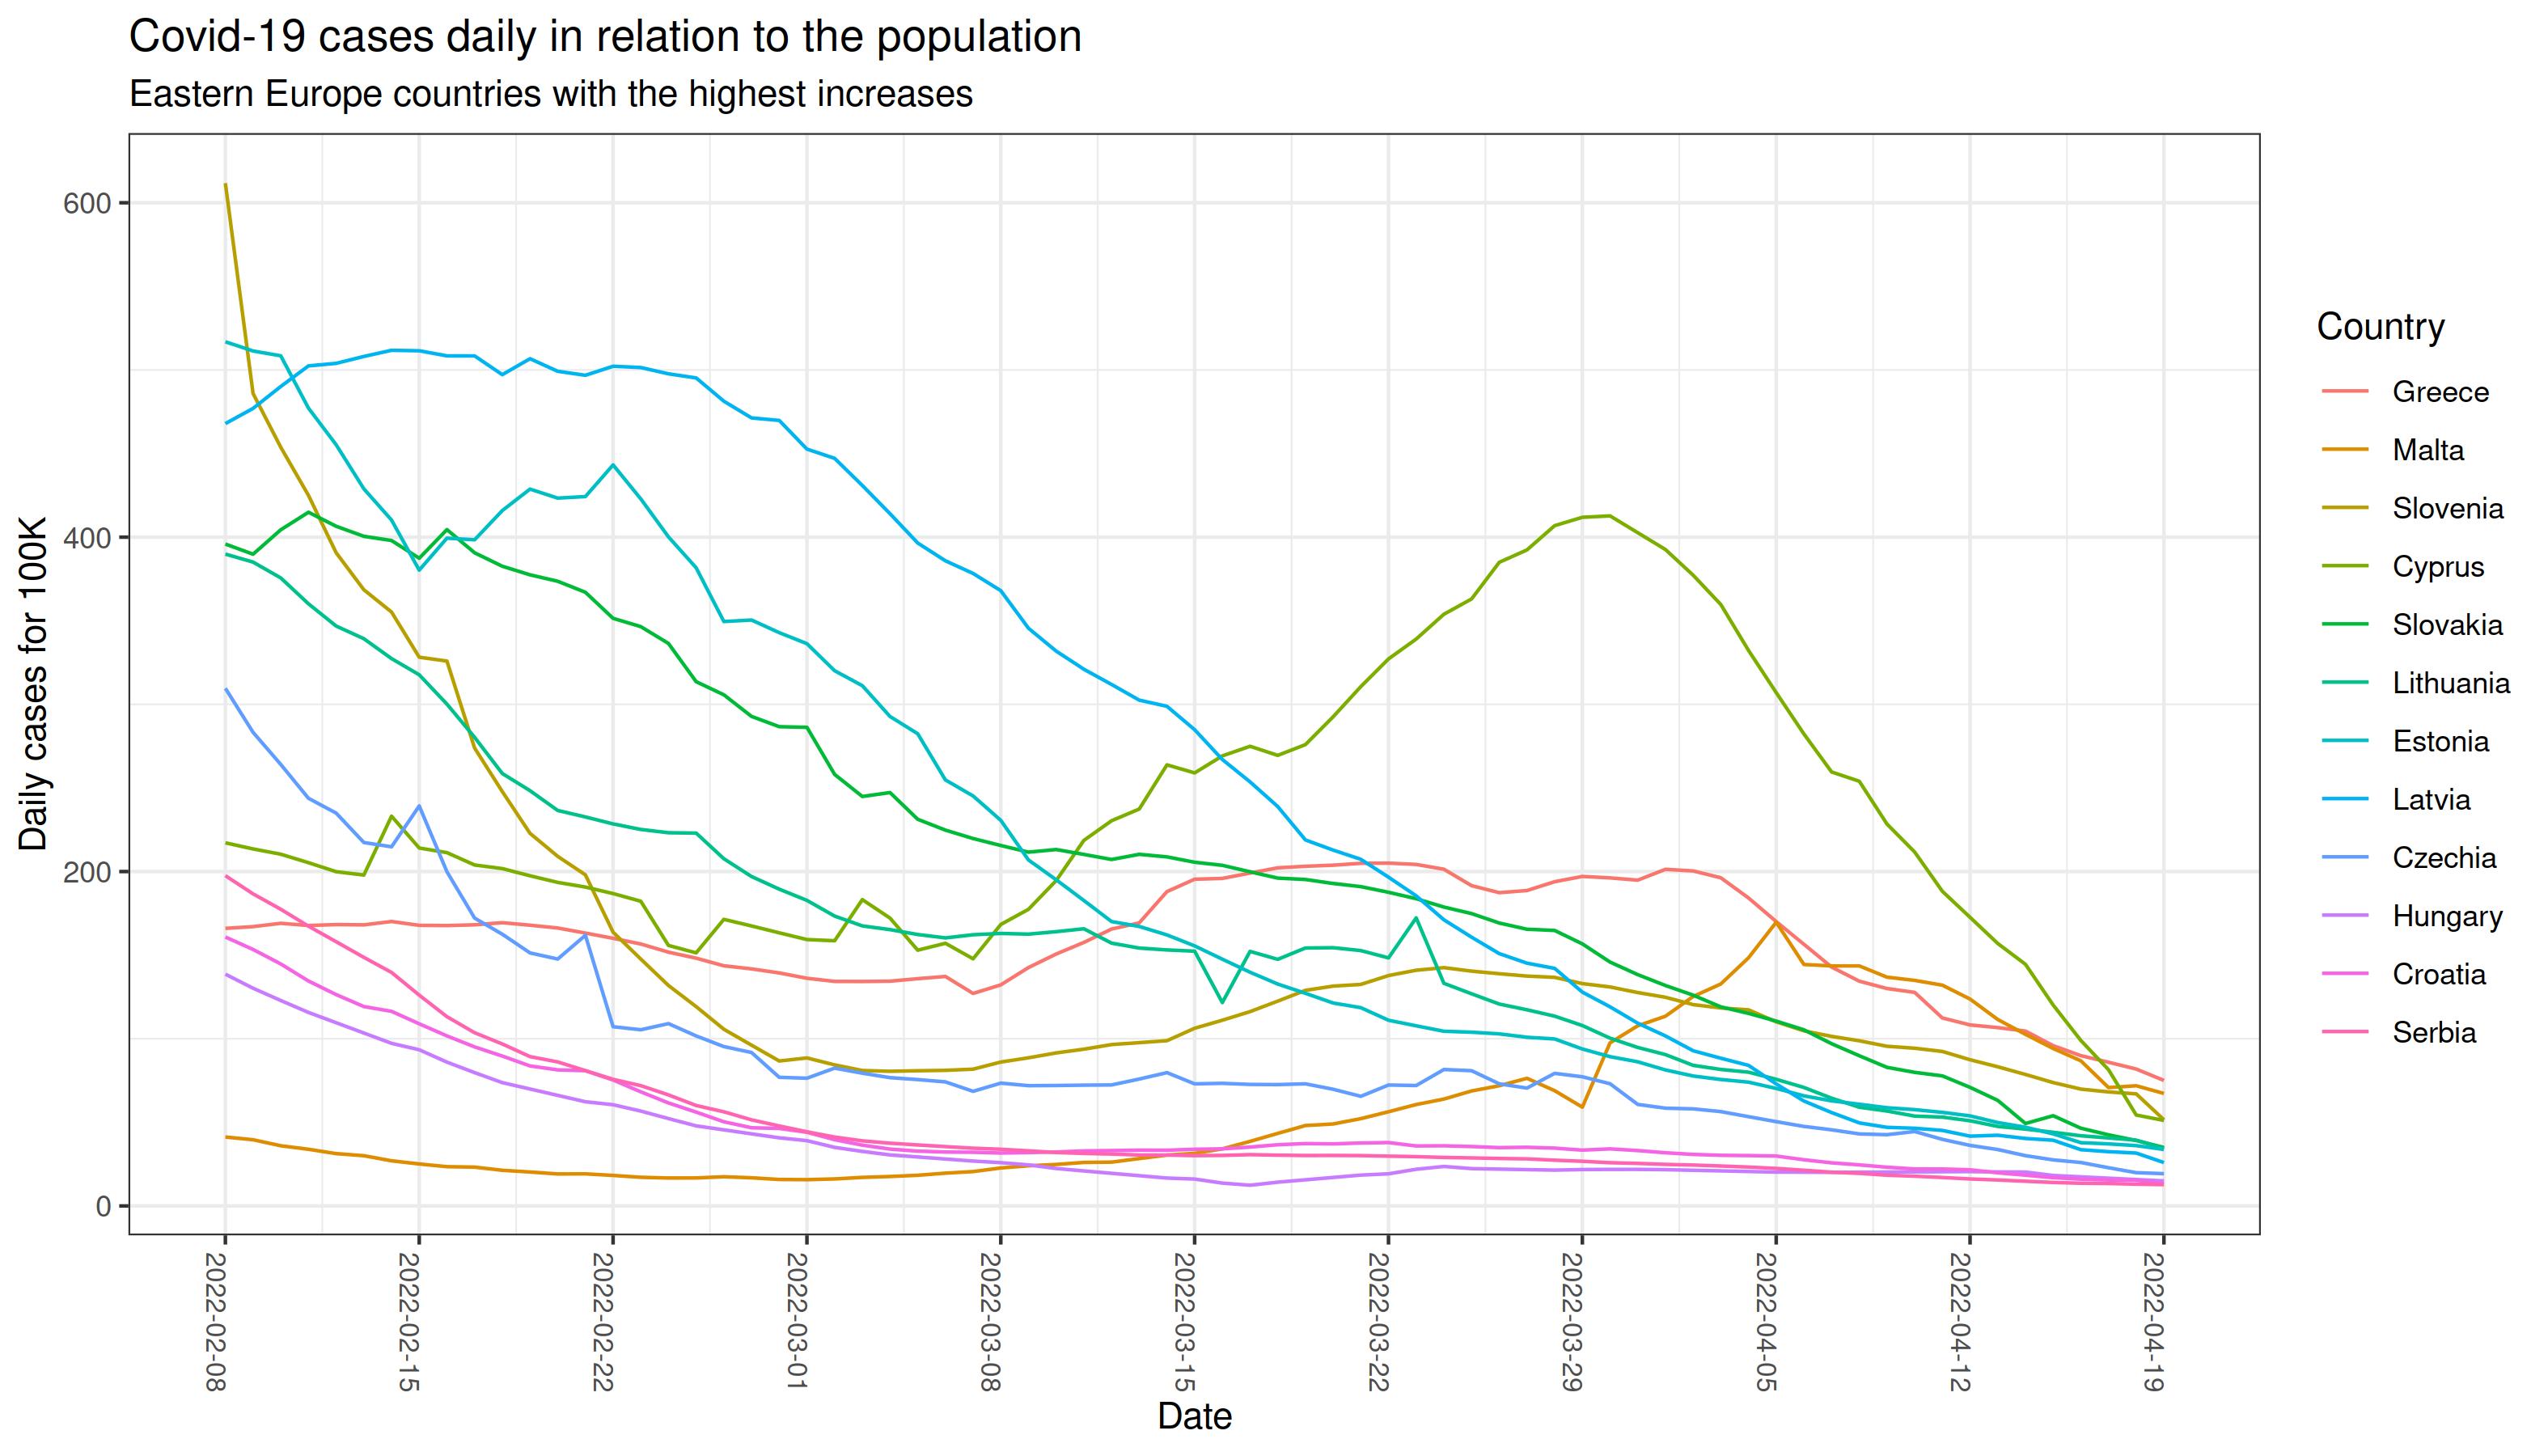 Covid-19 cases daily in relation to the population
Eastern Europe countries with the highest increases
Daily cases for 100K
600
400
200
0
2022-02-08
2022-02-15
2022-02-22
2022-03-01
2022-03-08
2022-03-15
2022-03-22
2022-03-29
2022-04-05
2022-04-12
2022-04-19
Date
Country
Greece
Malta
Slovenia
Cyprus
Slovakia
Lithuania
Estonia
Latvia
Czechia
Hungary
Croatia
Serbia